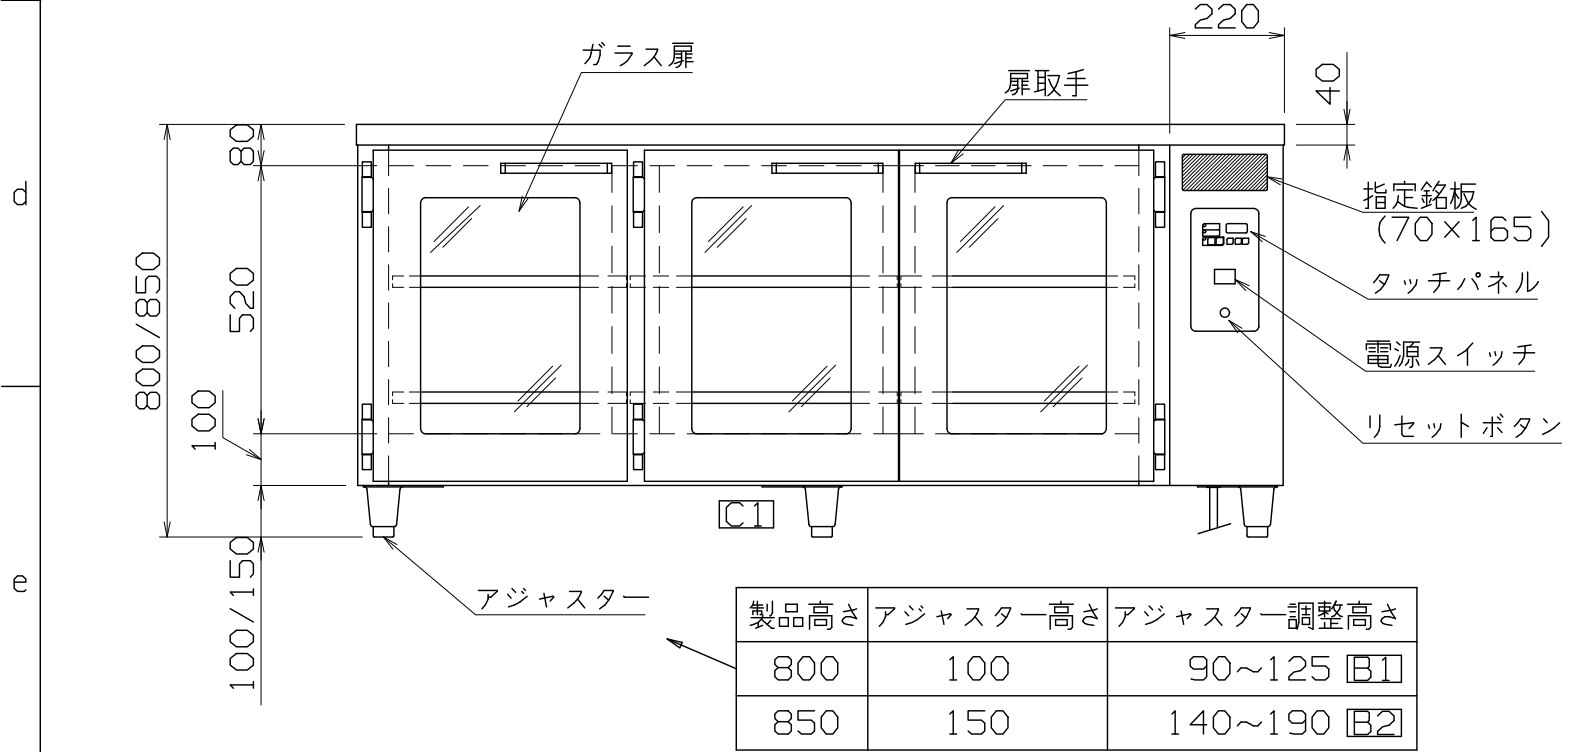 220
ガラス扉
扉取手
40
80
d
指定銘板
(70×165)
タッチパネル
800/850
520
電源スイッチ
100
リセットボタン
C1
100/150
e
アジャスター
製品高さ アジャスター高さ アジャスター調整高さ
800 100 90~125 B1
850 150 140~190 B2